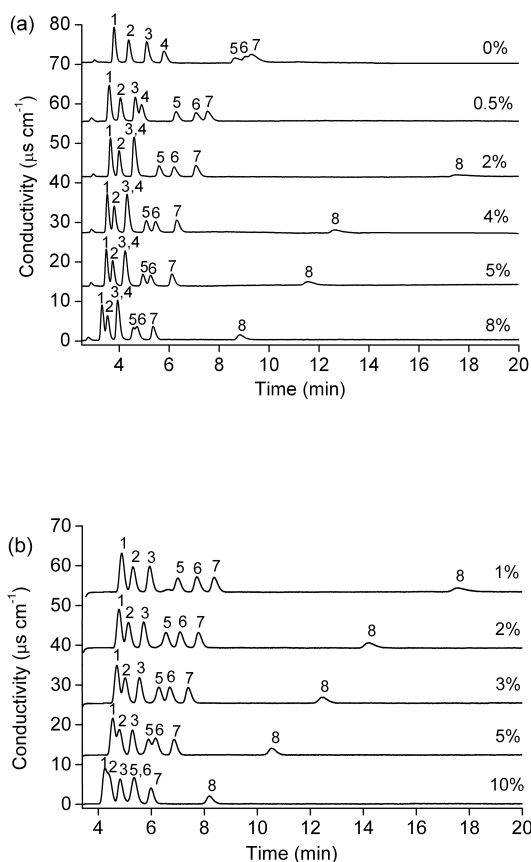 (a)
80
70
60
50
40
30
20
10
0
Conductivity (μs cm⁻¹)
1 2 3 4 5 6 7 0%
1 2 3 4 5 6 7 0.5%
1 2 3,4 5 6 7 8 2%
1 2 3,4 5 6 7 8 4%
1 2 3,4 5 6 7 8 5%
1 2 3,4 5 6 7 8 8%
4 6 8 10 12 14 16 18 20
Time (min)
(b)
70
60
50
40
30
20
10
0
Conductivity (μs cm⁻¹)
1 2 3 5 6 7 8 1%
1 2 3 5 6 7 8 2%
1 2 3 5 6 7 8 3%
1 2 3 5 6 7 8 5%
1 2 3 5,6 7 8 10%
4 6 8 10 12 14 16 18 20
Time (min)